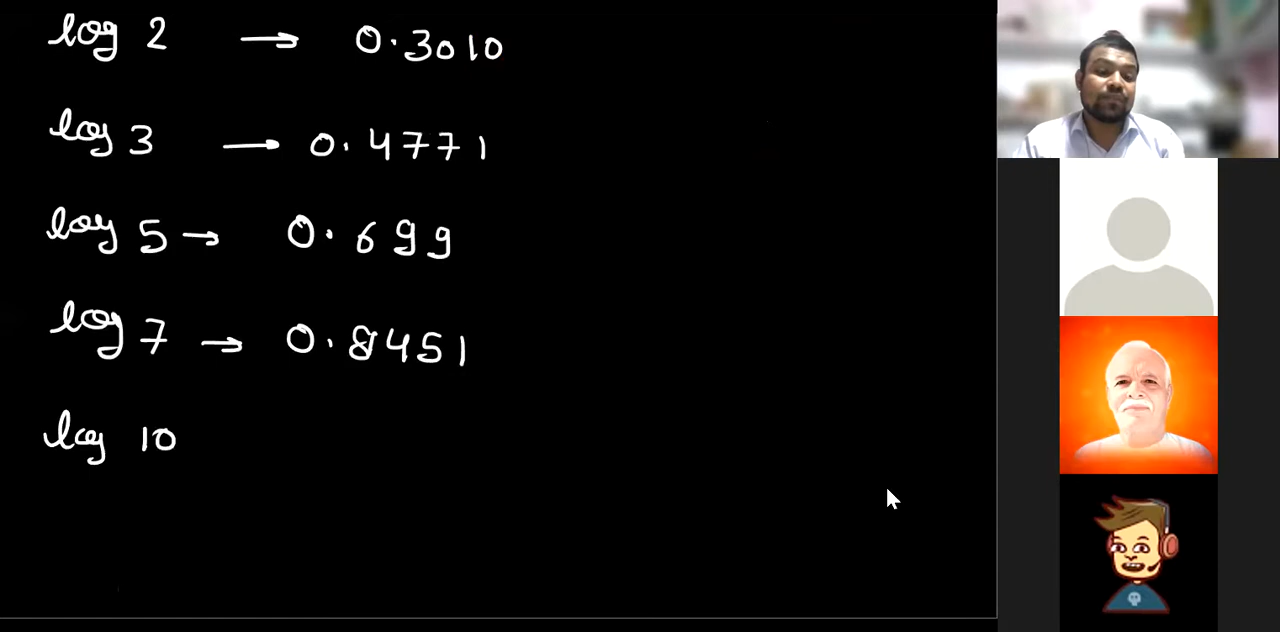 log 2 → 0.3010
log 3 → 0.4771
log 5 → 0.699
log 7 → 0.8451
log 10